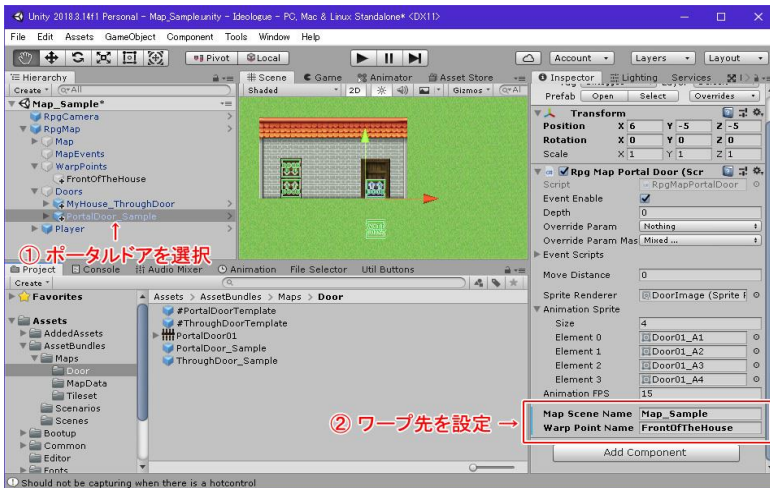 Unity 2018.3.14f1 Personal - Map_Sample.unity - Ideologue - PC, Mac & Linux Standalone* <DX11>
File Edit Assets GameObject Component Tools Window Help
Pivot Local Account Layers Layout
Hierarchy
Create All
Map_Sample*
RpgCamera
RpgMap
Map
MapEvents
WarpPoints
FrontOfTheHouse
Doors
MyHouse_ThroughDoor
PortalDoor_Sample
Player
① ポータルドアを選択
Scene Game Animator Asset Store
Shaded 2D Gizmos All
Inspector Lighting Services
Prefab Open Select Overrides
Transform
Position X 6 Y -5 Z -5
Rotation X 0 Y 0 Z 0
Scale X 1 Y 1 Z 1
Rpg Map Portal Door (Scr
Script RpgMapPortalDoor
Event Enable
Depth 0
Override Param Nothing
Override Param Mas Mixed ...
Event Scripts
Move Distance 0
Sprite Renderer DoorImage (Sprite R
Animation Sprite
Size 4
Element 0 Door01_A1
Element 1 Door01_A2
Element 2 Door01_A3
Element 3 Door01_A4
Animation FPS 15
② ワープ先を設定 →
Map Scene Name Map_Sample
Warp Point Name FrontOfTheHouse
Add Component
Project Console Audio Mixer Animation File Selector Util Buttons
Create
Favorites
Assets
AddedAssets
AssetBundles
Maps
Door
MapData
Tileset
Scenarios
Scenes
Bootup
Common
Editor
Fonts
Assets > AssetBundles > Maps > Door
#PortalDoorTemplate
#ThroughDoorTemplate
PortalDoor01
PortalDoor_Sample
ThroughDoor_Sample
Should not be capturing when there is a hotcontrol